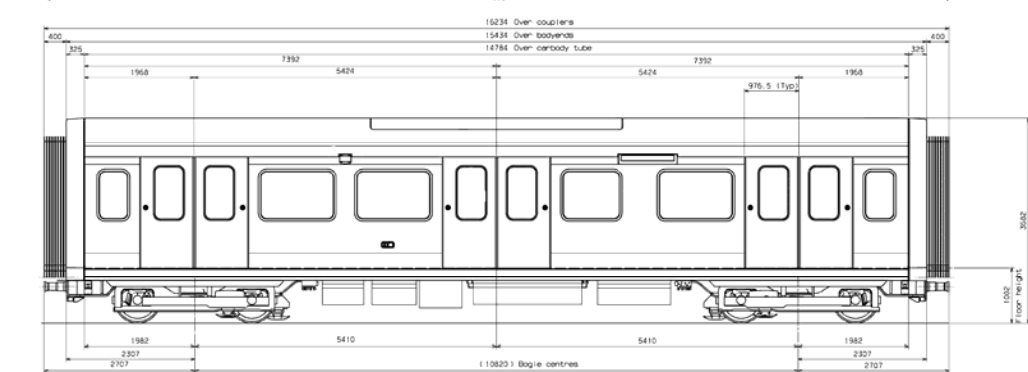 16234 Over couplers
400 15434 Over bodyends 400
325 14784 Over carbody tube 325
7392 7392
1968 5424 5424 1968
976.5 (Typ)
3582
1002
Floor height
1982 5410 5410 1982
2307 2307
2707 (10820) Bogie centres 2707